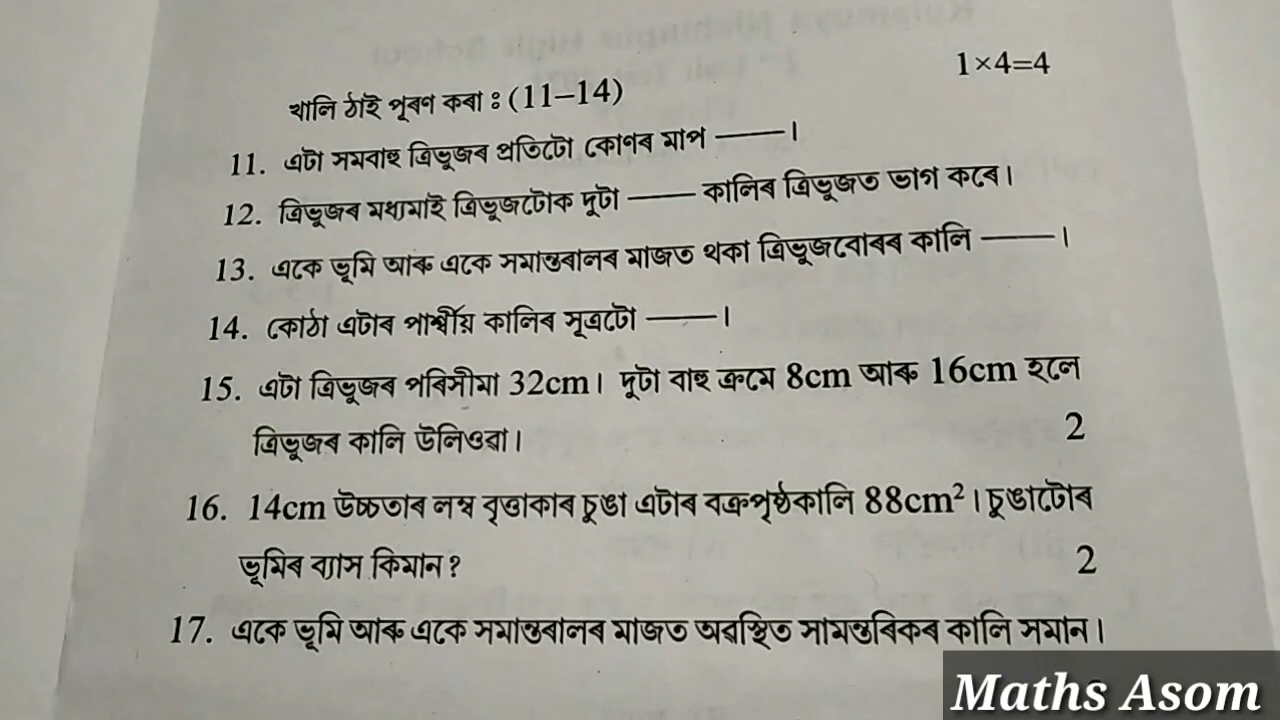 1×4=4
খালি ঠাই পূৰণ কৰা ঃ (11–14)
11. এটা সমবাহু ত্ৰিভূজৰ প্ৰতিটো কোণৰ মাপ ——।
12. ত্ৰিভূজৰ মধ্যমাই ত্ৰিভূজটোক দুটা —— কালিৰ ত্ৰিভূজত ভাগ কৰে।
13. একে ভূমি আৰু একে সমান্তৰালৰ মাজত থকা ত্ৰিভূজবোৰৰ কালি ——।
14. কোঠা এটাৰ পাৰ্শ্বীয় কালিৰ সূত্ৰটো ——।
15. এটা ত্ৰিভূজৰ পৰিসীমা 32cm। দুটা বাহু ক্ৰমে 8cm আৰু 16cm হলে
ত্ৰিভূজৰ কালি উলিওৱা। 2
16. 14cm উচ্চতাৰ লম্ব বৃত্তাকাৰ চুঙা এটাৰ বক্ৰপৃষ্ঠকালি 88cm²। চুঙাটোৰ
ভূমিৰ ব্যাস কিমান? 2
17. একে ভূমি আৰু একে সমান্তৰালৰ মাজত অৱস্থিত সামন্তৰিকৰ কালি সমান।
Maths Asom